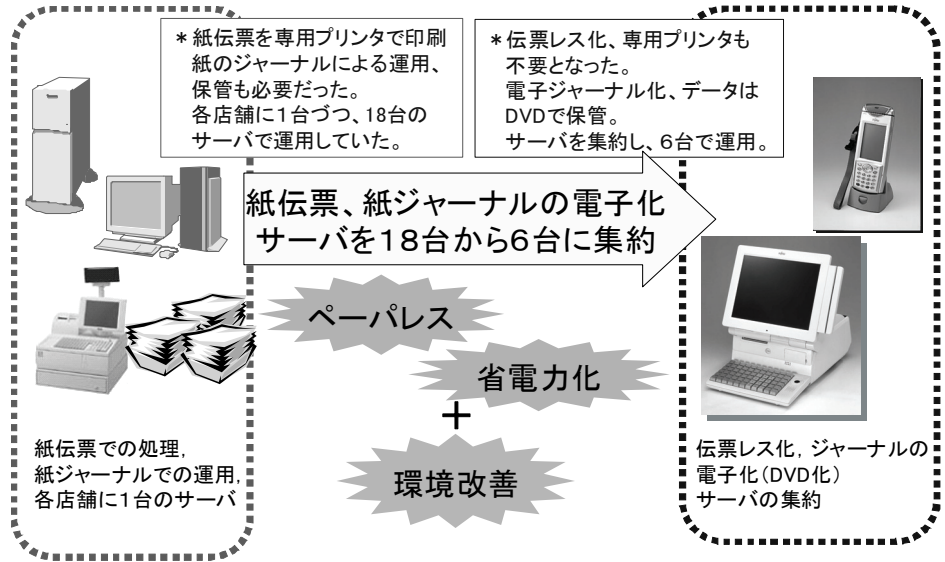 ＊紙伝票を専用プリンタで印刷
紙のジャーナルによる運用、
保管も必要だった。
各店舗に１台づつ、18台の
サーバで運用していた。
＊伝票レス化、専用プリンタも
不要となった。
電子ジャーナル化、データは
DVDで保管。
サーバを集約し、６台で運用。
紙伝票、紙ジャーナルの電子化
サーバを１８台から６台に集約
ペーパレス
省電力化
＋
環境改善
紙伝票での処理，
紙ジャーナルでの運用，
各店舗に１台のサーバ
伝票レス化，ジャーナルの
電子化（DVD化）
サーバの集約